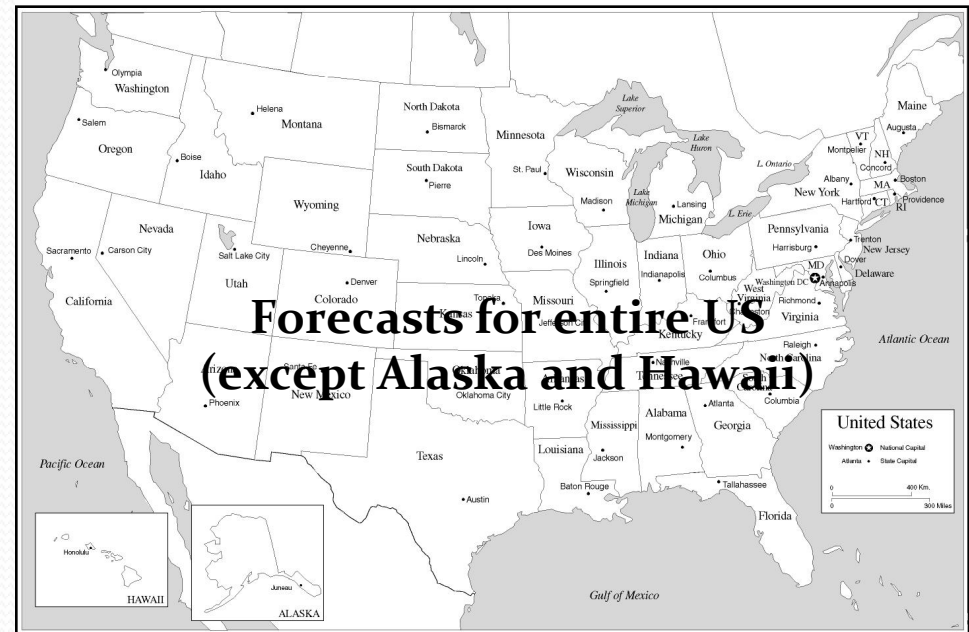 Olympia
Washington
Salem
Oregon
Helena
Montana
Boise
Idaho
North Dakota
Bismarck
Minnesota
St. Paul
South Dakota
Pierre
Wisconsin
Madison
Lake
Superior
Lake
Huron
Lake
Michigan
Lansing
Michigan
L. Ontario
L. Erie
Maine
Augusta
VT
Montpelier
NH
Concord
Albany
New York
Boston
MA
Hartford
CT
Providence
RI
Wyoming
Cheyenne
Nevada
Carson City
Sacramento
California
Salt Lake City
Utah
Nebraska
Lincoln
Iowa
Des Moines
Illinois
Springfield
Indiana
Indianapolis
Ohio
Columbus
Pennsylvania
Harrisburg
Trenton
New Jersey
Dover
Delaware
MD
Annapolis
Washington DC
West
Virginia
Richmond
Virginia
Denver
Colorado
Missouri
Kentucky
Forecasts for entire US
(except Alaska and Hawaii)
Atlantic Ocean
Raleigh
North Carolina
Nashville
Tennessee
Phoenix
New Mexico
Oklahoma City
Little Rock
Columbia
Atlanta
Georgia
Alabama
Montgomery
Mississippi
Jackson
Louisiana
Baton Rouge
Texas
Austin
Tallahassee
Florida
Pacific Ocean
Gulf of Mexico
Honolulu
HAWAII
Juneau
ALASKA
United States
Washington National Capital
Atlanta State Capital
0 400 Km.
0 300 Miles